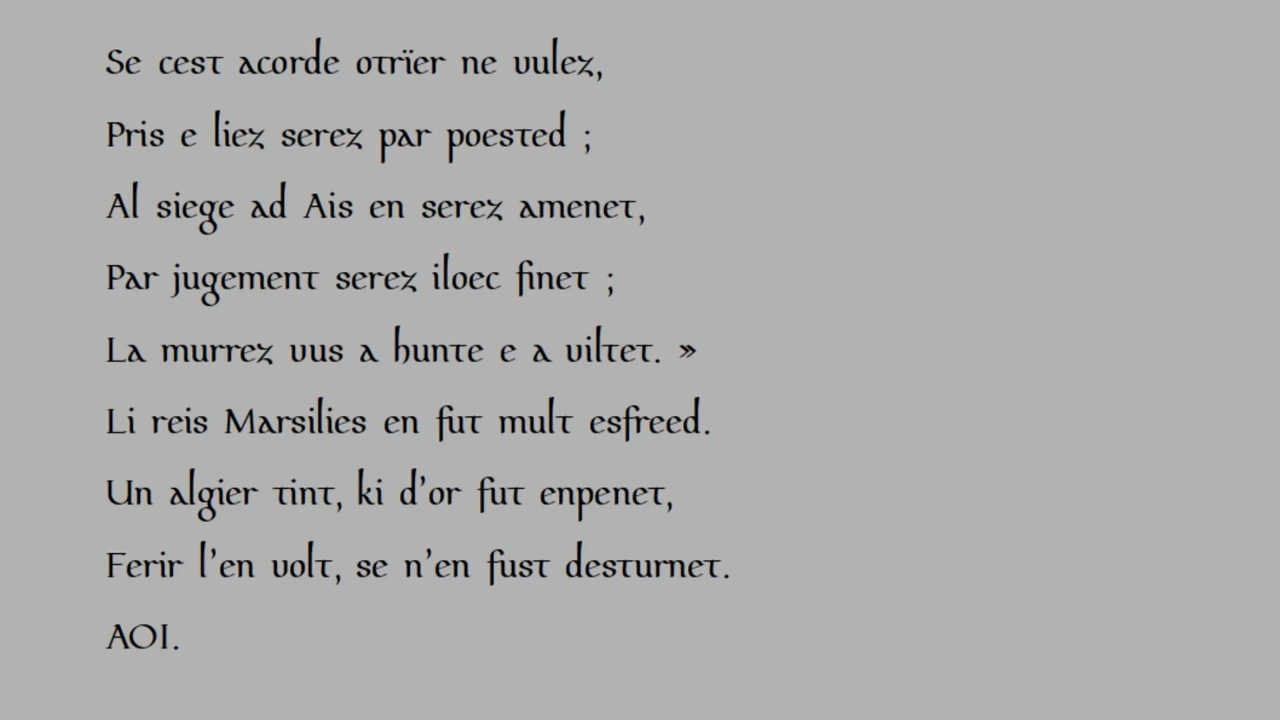 Se cest acorde otrïer ne vulez,
Pris e liez serez par poested ;
Al siege ad Ais en serez amenet,
Par jugement serez iloec finet ;
La murrez vus a hunte e a viltet. »
Li reis Marsilies en fut mult esfreed.
Un algier tint, ki d’or fut enpenet,
Ferir l’en volt, se n’en fust desturnet.
AOI.